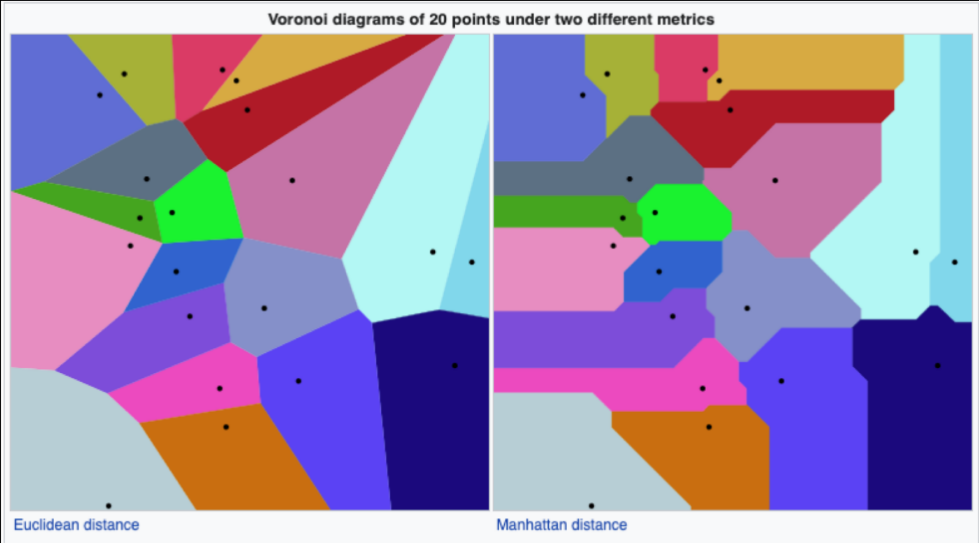 Voronoi diagrams of 20 points under two different metrics
Euclidean distance
Manhattan distance